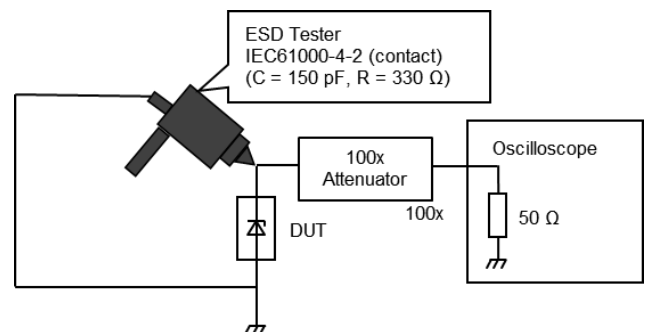 ESD Tester
IEC61000-4-2 (contact)
(C = 150 pF, R = 330 Ω)
100x
Attenuator
100x
Oscilloscope
50 Ω
DUT